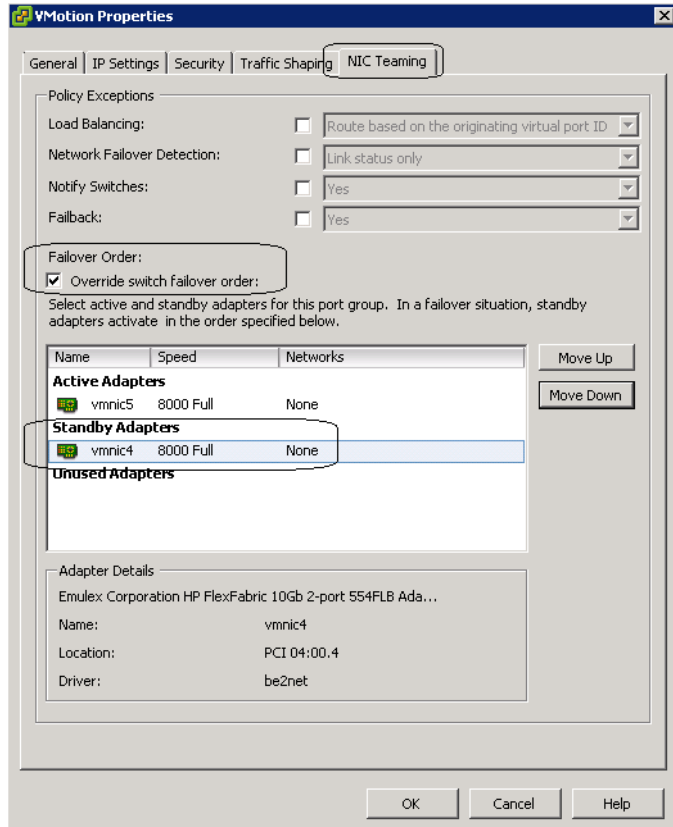 VMotion Properties
General IP Settings Security Traffic Shaping NIC Teaming
Policy Exceptions
Load Balancing: Route based on the originating virtual port ID
Network Failover Detection: Link status only
Notify Switches: Yes
Failback: Yes
Failover Order:
Override switch failover order:
Select active and standby adapters for this port group. In a failover situation, standby
adapters activate in the order specified below.
Name Speed Networks
Move Up
Active Adapters
vmnic5 8000 Full None
Move Down
Standby Adapters
vmnic4 8000 Full None
Unused Adapters
Adapter Details
Emulex Corporation HP FlexFabric 10Gb 2-port 554FLB Ada...
Name: vmnic4
Location: PCI 04:00.4
Driver: be2net
OK Cancel Help